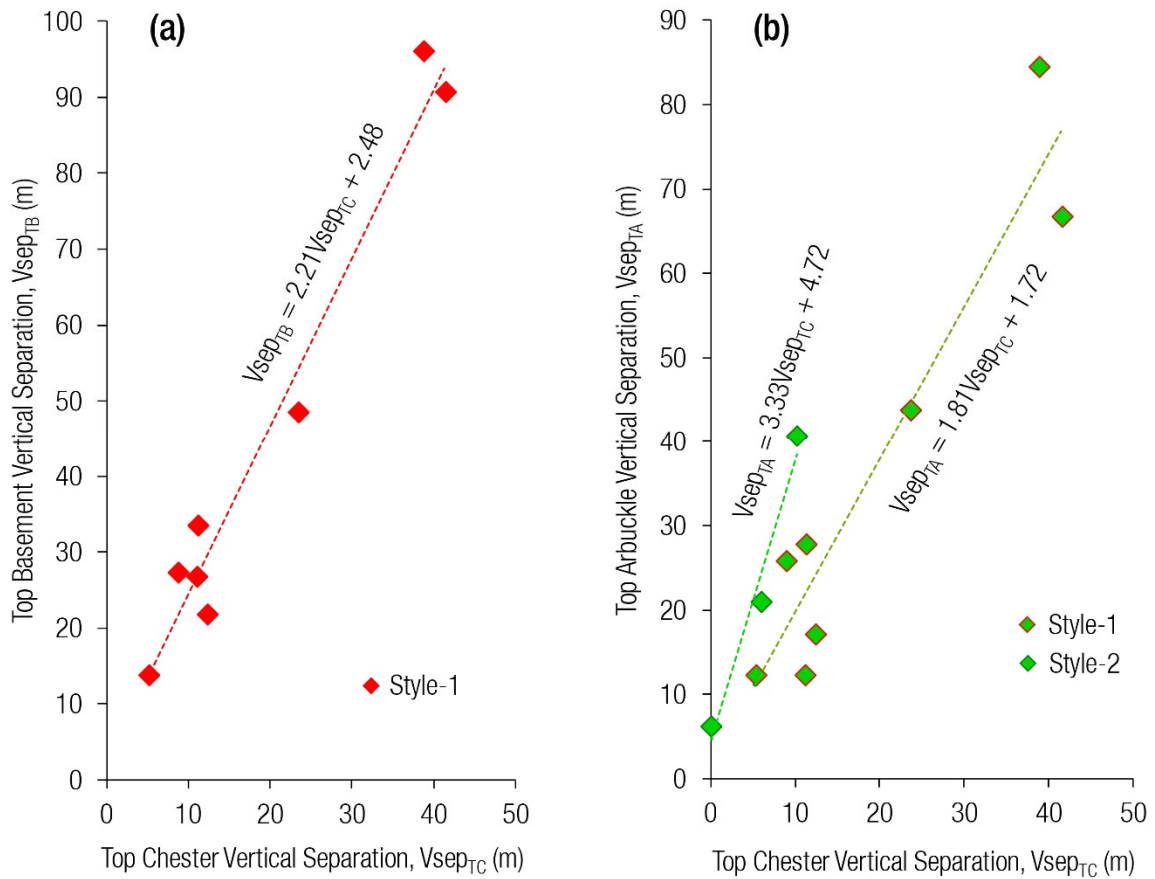 (a)
100
90
80
70
60
50
40
30
20
10
0
Top Basement Vertical Separation, VsepTB (m)
VsepTB = 2.21VsepTC + 2.48
Style-1
0 10 20 30 40 50
Top Chester Vertical Separation, VsepTC (m)
(b)
90
80
70
60
50
40
30
20
10
0
Top Arbuckle Vertical Separation, VsepTA (m)
VsepTA = 3.33VsepTC + 4.72
VsepTA = 1.81VsepTC + 1.72
Style-1
Style-2
0 10 20 30 40 50
Top Chester Vertical Separation, VsepTC (m)